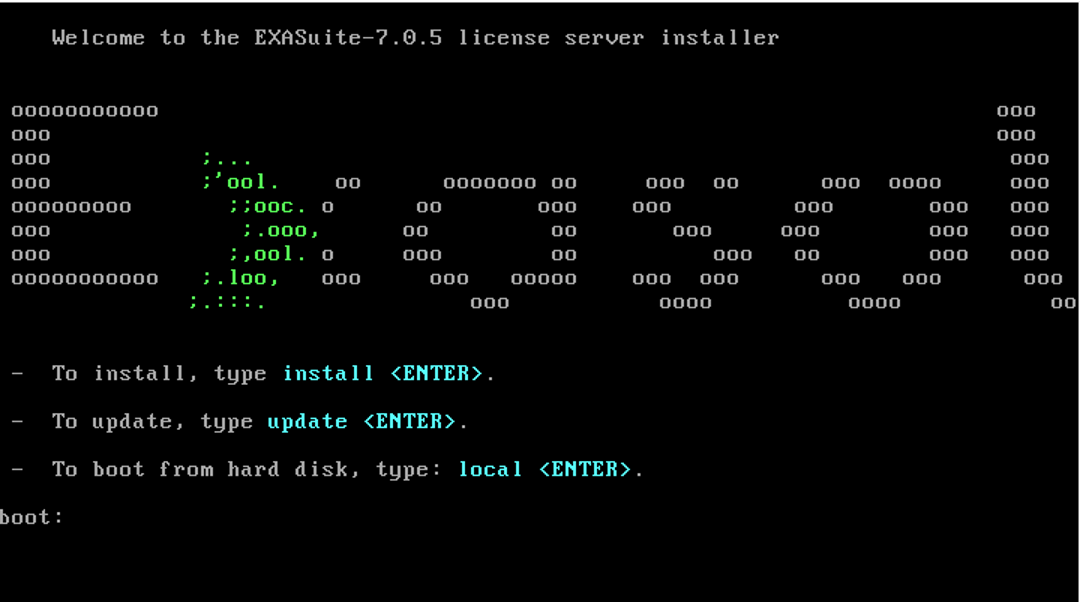 Welcome to the EXASuite-7.0.5 license server installer
ooooooooooo ooo
ooo ooo
ooo ;... ooo
ooo ;'ool. oo ooooooo oo ooo oo ooo oooo ooo
ooooooooo ;;ooc. o oo ooo ooo ooo ooo ooo
ooo ;.ooo, oo oo ooo ooo ooo ooo
ooo ;,ool. o ooo oo ooo oo ooo ooo
ooooooooooo ;.loo, ooo ooo ooooo ooo ooo ooo ooo ooo
;.:::. ooo oooo oooo oo
- To install, type install <ENTER>.
- To update, type update <ENTER>.
- To boot from hard disk, type: local <ENTER>.
boot: